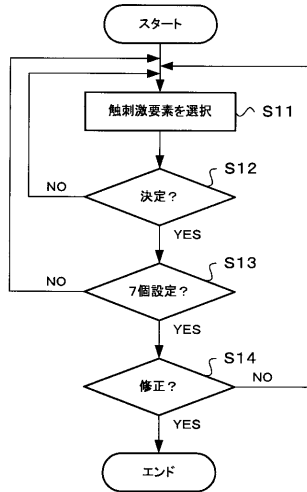 スタート
触刺激要素を選択
S11
S12
決定？
NO
YES
S13
7個設定？
NO
YES
S14
修正？
NO
YES
エンド